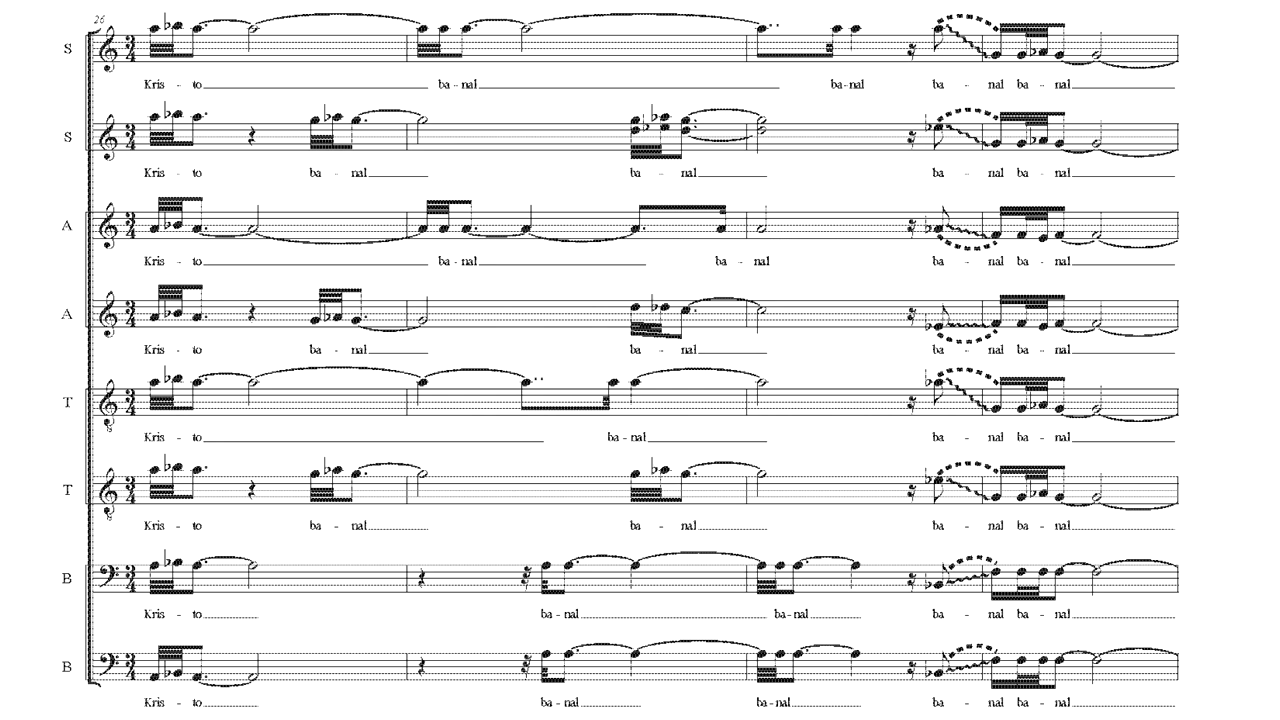 26
S
Kris - to ba - nal ba - nal ba - nal ba - nal
S
Kris - to ba - nal ba - nal ba - nal ba - nal
A
Kris - to ba - nal ba - nal ba - nal ba - nal
A
Kris - to ba - nal ba - nal ba - nal ba - nal
T
Kris - to ba - nal ba - nal ba - nal
T
Kris - to ba - nal ba - nal ba - nal ba - nal
B
Kris - to ba - nal ba - nal ba - nal ba - nal
B
Kris - to ba - nal ba - nal ba - nal ba - nal